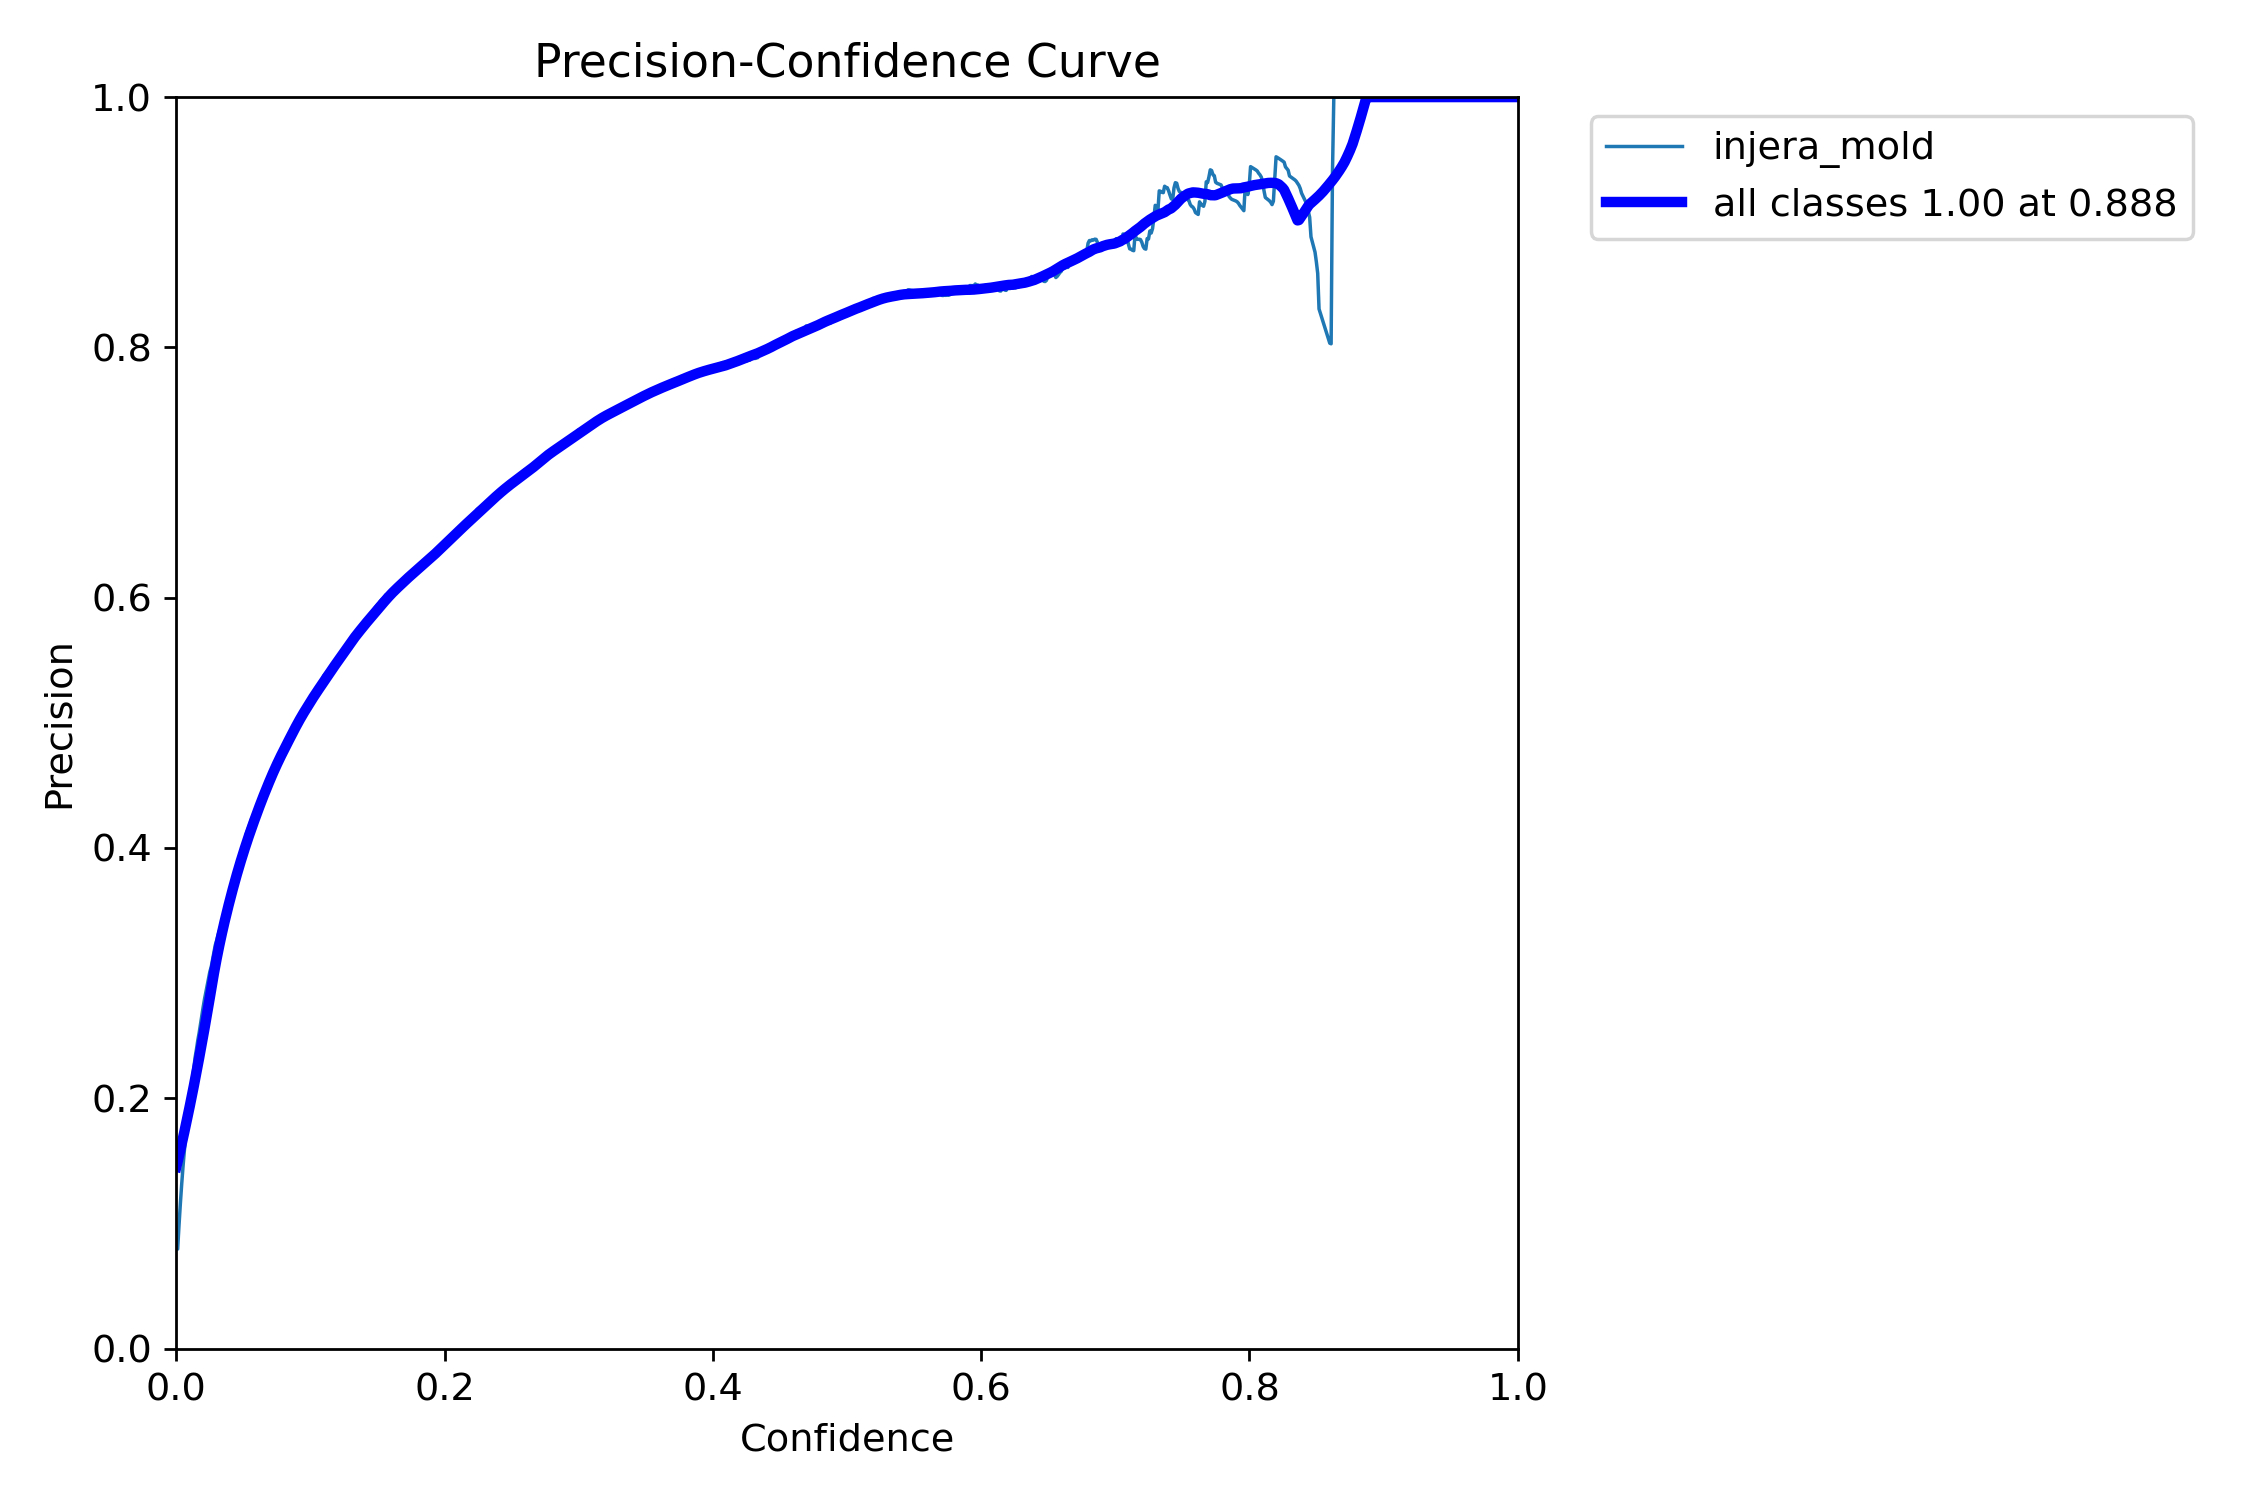 Precision-Confidence Curve
1.0
0.8
0.6
0.4
0.2
0.0
Precision
0.0 0.2 0.4 0.6 0.8 1.0
Confidence
injera_mold
all classes 1.00 at 0.888